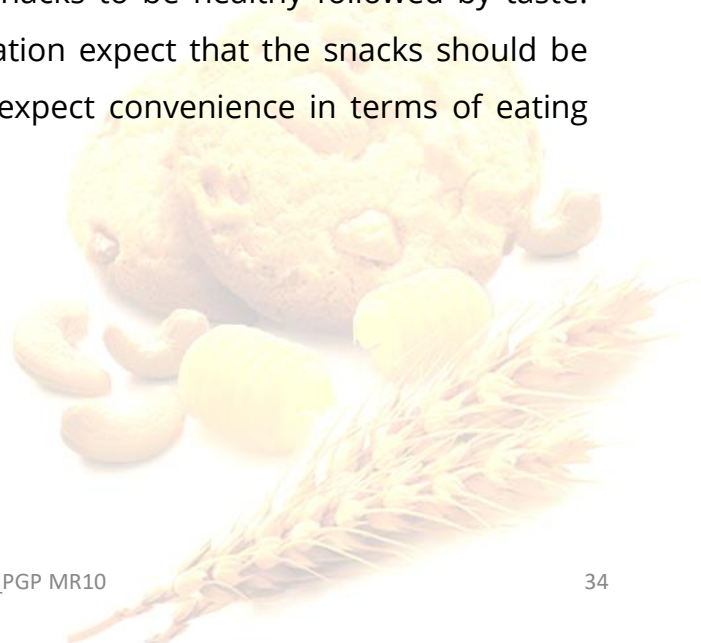 snacks to be healthy followed by taste.
expect that the snacks should be
expect convenience in terms of eating
PGP MR10
34